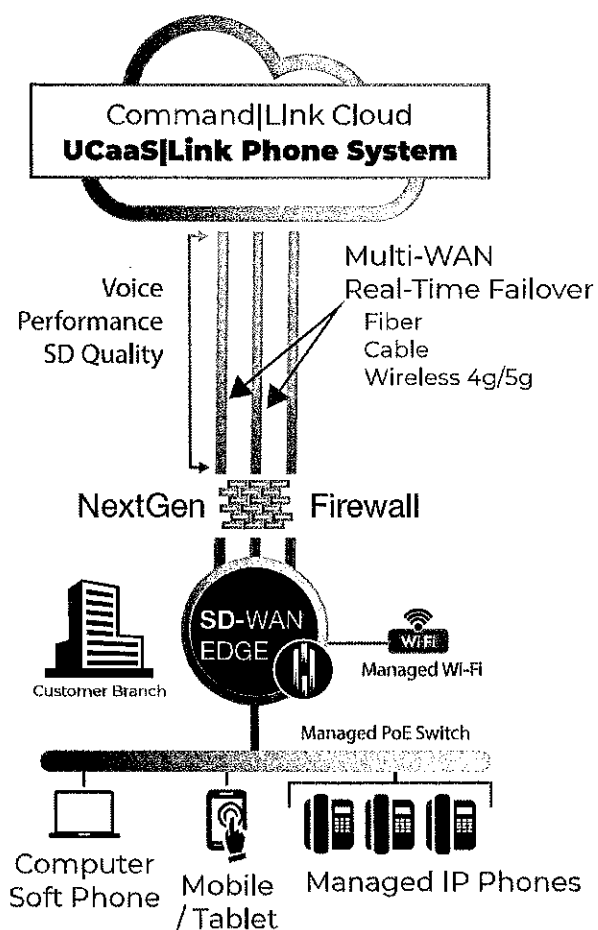 Command|Link Cloud
UCaaS|Link Phone System
Voice
Performance
SD Quality
Multi-WAN
Real-Time Failover
Fiber
Cable
Wireless 4g/5g
NextGen Firewall
SD-WAN
EDGE
Wi-Fi
Managed Wi-Fi
Customer Branch
Managed PoE Switch
Computer
Soft Phone
Mobile
/ Tablet
Managed IP Phones